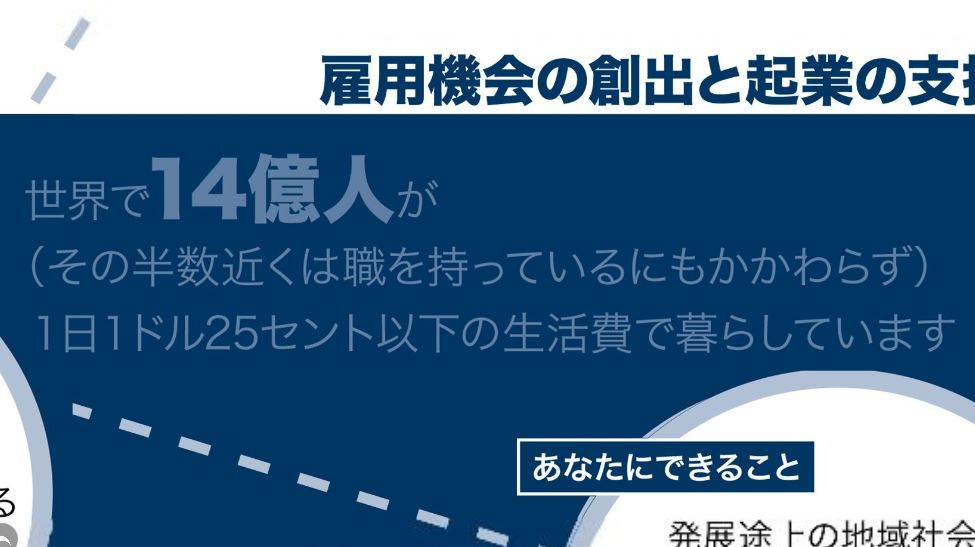 雇用機会の創出と起業の支
世界で14億人が
（その半数近くは職を持っているにもかかわらず）
1日1ドル25セント以下の生活費で暮らしています
あなたにできること
る
発展途上の地域社会